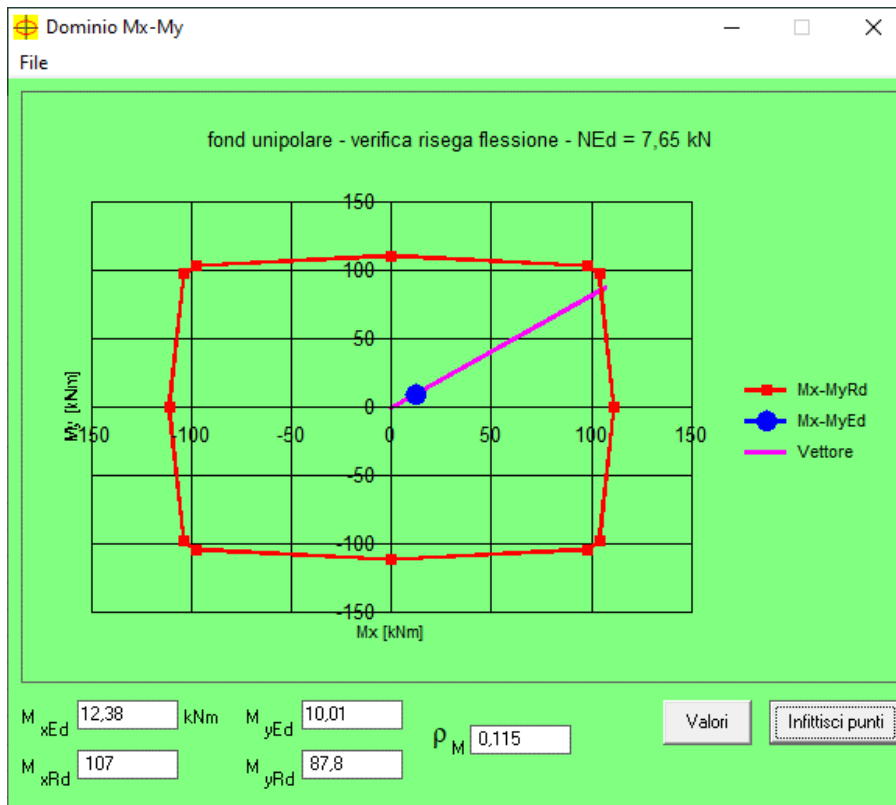 Dominio Mx-My
File
fond unipolare - verifica risega flessione - NEd = 7,65 kN
150
100
50
0
-150 -100 -50 0 50 100 150
-50
-100
-150
My [kNm]
Mx [kNm]
Mx-MyRd
Mx-MyEd
Vettore
M xEd 12,38 kNm M yEd 10,01
M xRd 107 M yRd 87,8
ρ M 0,115
Valori
Infittisci punti